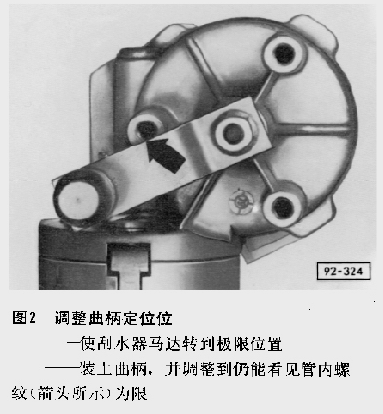 92-324
图2 调整曲柄定位位
—使刮水器马达转到极限位置
——装上曲柄，并调整到仍能看见管内螺
纹(箭头所示)为限